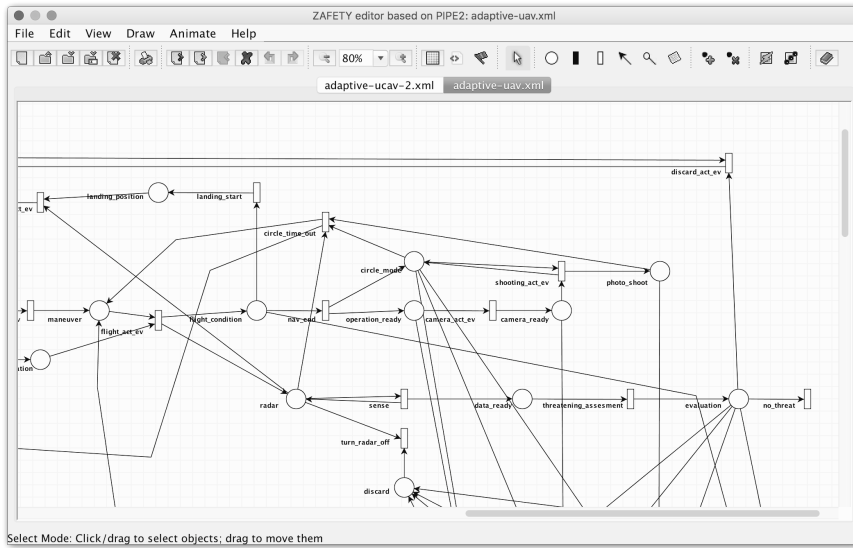 ZAFETY editor based on PIPE2: adaptive-uav.xml
File Edit View Draw Animate Help
80%
adaptive-ucav-2.xml adaptive-uav.xml
discard_act_ev
landing_position landing_start
t_ev
circle_time_out
circle_mode
shooting_act_ev photo_shoot
maneuver flight_condition nav_end operation_ready camera_act_ev camera_ready
flight_act_ev
ation
radar sense data_ready threatening_assesment evaluation no_threat
turn_radar_off
discard
Select Mode: Click/drag to select objects; drag to move them